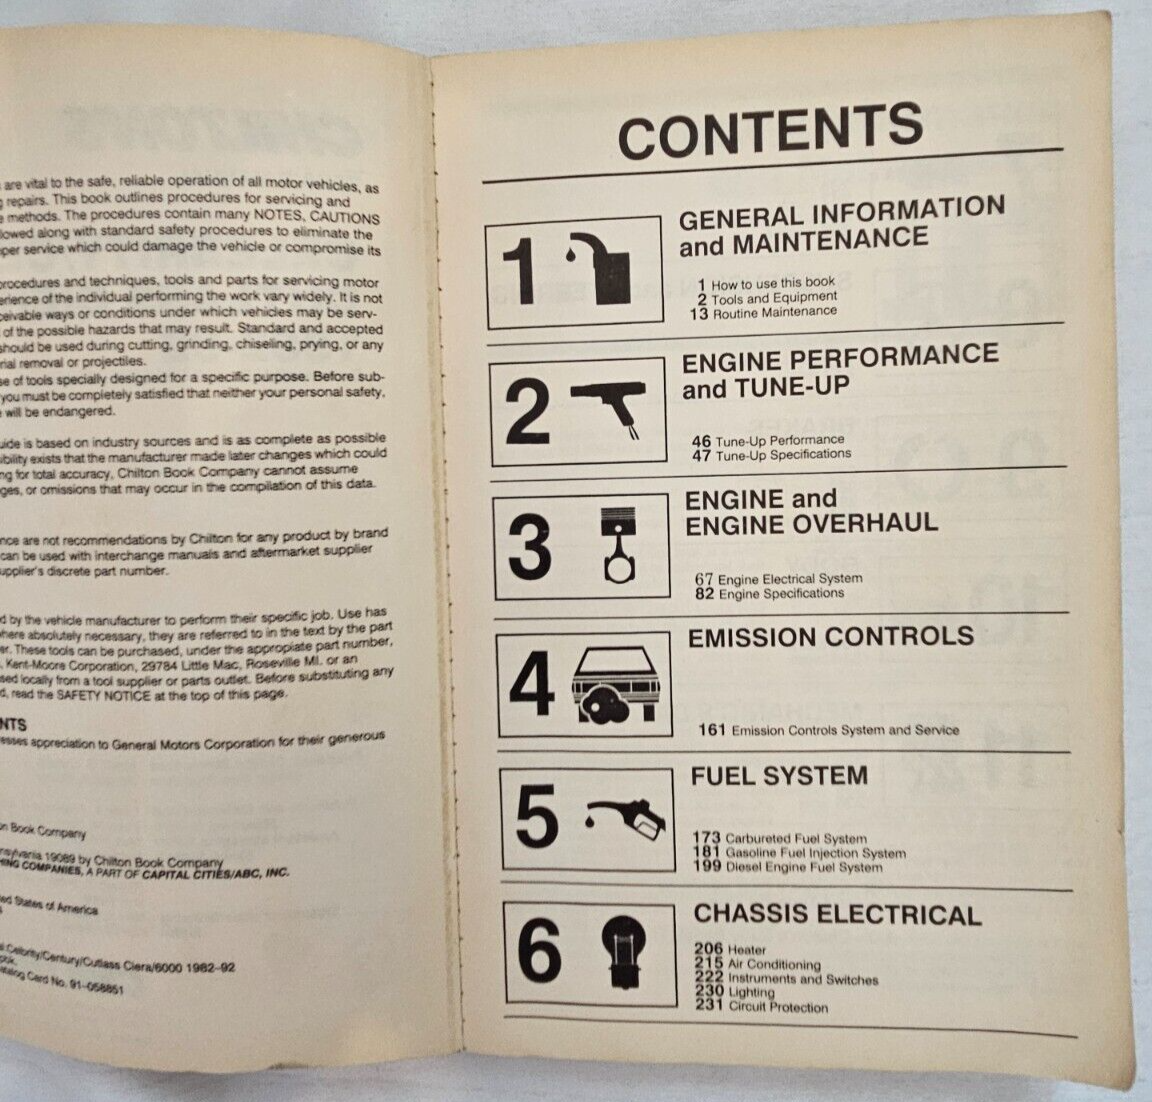 are vital to the safe, reliable operation of all motor vehicles, as
repairs. This book outlines procedures for servicing and
methods. The procedures contain many NOTES, CAUTIONS
lowed along with standard safety procedures to eliminate the
per service which could damage the vehicle or compromise its
procedures and techniques, tools and parts for servicing motor
erience of the individual performing the work vary widely. It is not
ceivable ways or conditions under which vehicles may be serv-
of the possible hazards that may result. Standard and accepted
should be used during cutting, grinding, chiseling, prying, or any
rial removal or projectiles.
se of tools specially designed for a specific purpose. Before sub-
you must be completely satisfied that neither your personal safety,
will be endangered.
uide is based on industry sources and is as complete as possible
ibility exists that the manufacturer made later changes which could
ng for total accuracy, Chilton Book Company cannot assume
ges, or omissions that may occur in the compilation of this data.
nce are not recommendations by Chilton for any product by brand
can be used with interchange manuals and aftermarket supplier
upplier's discrete part number.
d by the vehicle manufacturer to perform their specific job. Use has
where absolutely necessary, they are referred to in the text by the part
er. These tools can be purchased, under the appropiate part number,
Kent-Moore Corporation, 29784 Little Mac, Roseville MI. or an
sed locally from a tool supplier or parts outlet. Before substituting any
d, read the SAFETY NOTICE at the top of this page.
NTS
esses appreciation to General Motors Corporation for their generous
n Book Company
nsylvania 19089 by Chilton Book Company
HING COMPANIES, A PART OF CAPITAL CITIES/ABC, INC.
ed States of America
Celebrity/Century/Cutlass Ciera/6000 1982-92
atalog Card No. 91-058851
CONTENTS
1
GENERAL INFORMATION
and MAINTENANCE
1 How to use this book
2 Tools and Equipment
13 Routine Maintenance
2
ENGINE PERFORMANCE
and TUNE-UP
46 Tune-Up Performance
47 Tune-Up Specifications
3
ENGINE and
ENGINE OVERHAUL
67 Engine Electrical System
82 Engine Specifications
4
EMISSION CONTROLS
161 Emission Controls System and Service
5
FUEL SYSTEM
173 Carbureted Fuel System
181 Gasoline Fuel Injection System
199 Diesel Engine Fuel System
6
CHASSIS ELECTRICAL
206 Heater
215 Air Conditioning
222 Instruments and Switches
230 Lighting
231 Circuit Protection